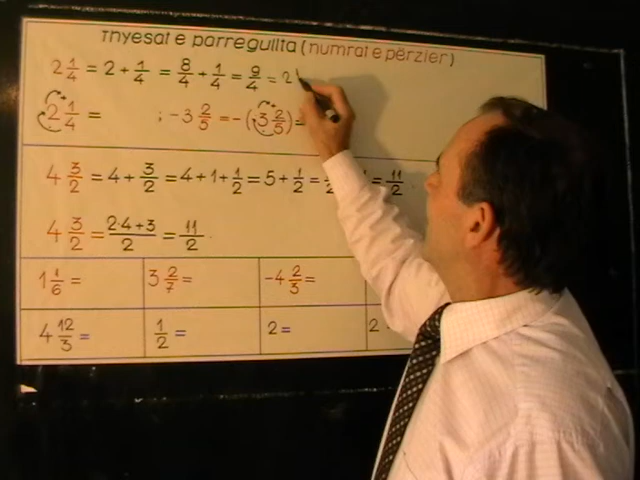 Thyesat e parregullta (numrat e përzier)
2 1/4 = 2 + 1/4 = 8/4 + 1/4 = 9/4 = 2
2 1/4 = ; -3 2/5 = -(3 2/5) =
4 3/2 = 4 + 3/2 = 4 + 1 + 1/2 = 5 + 1/2 = = 11/2
4 3/2 = 2·4+3/2 = 11/2
1 1/6 = 3 2/7 = -4 2/3 =
4 12/3 = 1/2 = 2 = 2